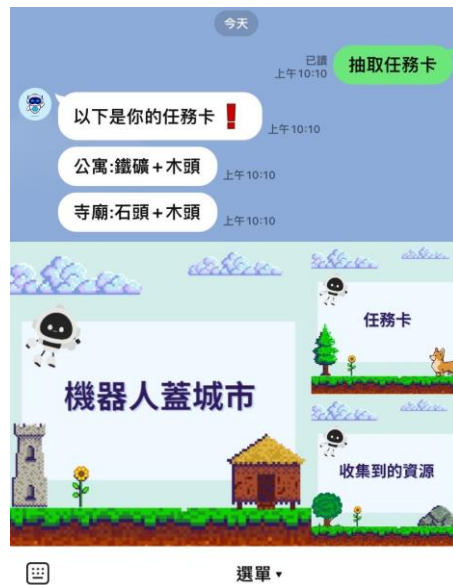 今天
已讀
上午10:10
抽取任務卡
以下是你的任務卡❗
上午10:10
公寓:鐵礦+木頭
上午10:10
寺廟:石頭+木頭
上午10:10
機器人蓋城市
任務卡
收集到的資源
選單▾